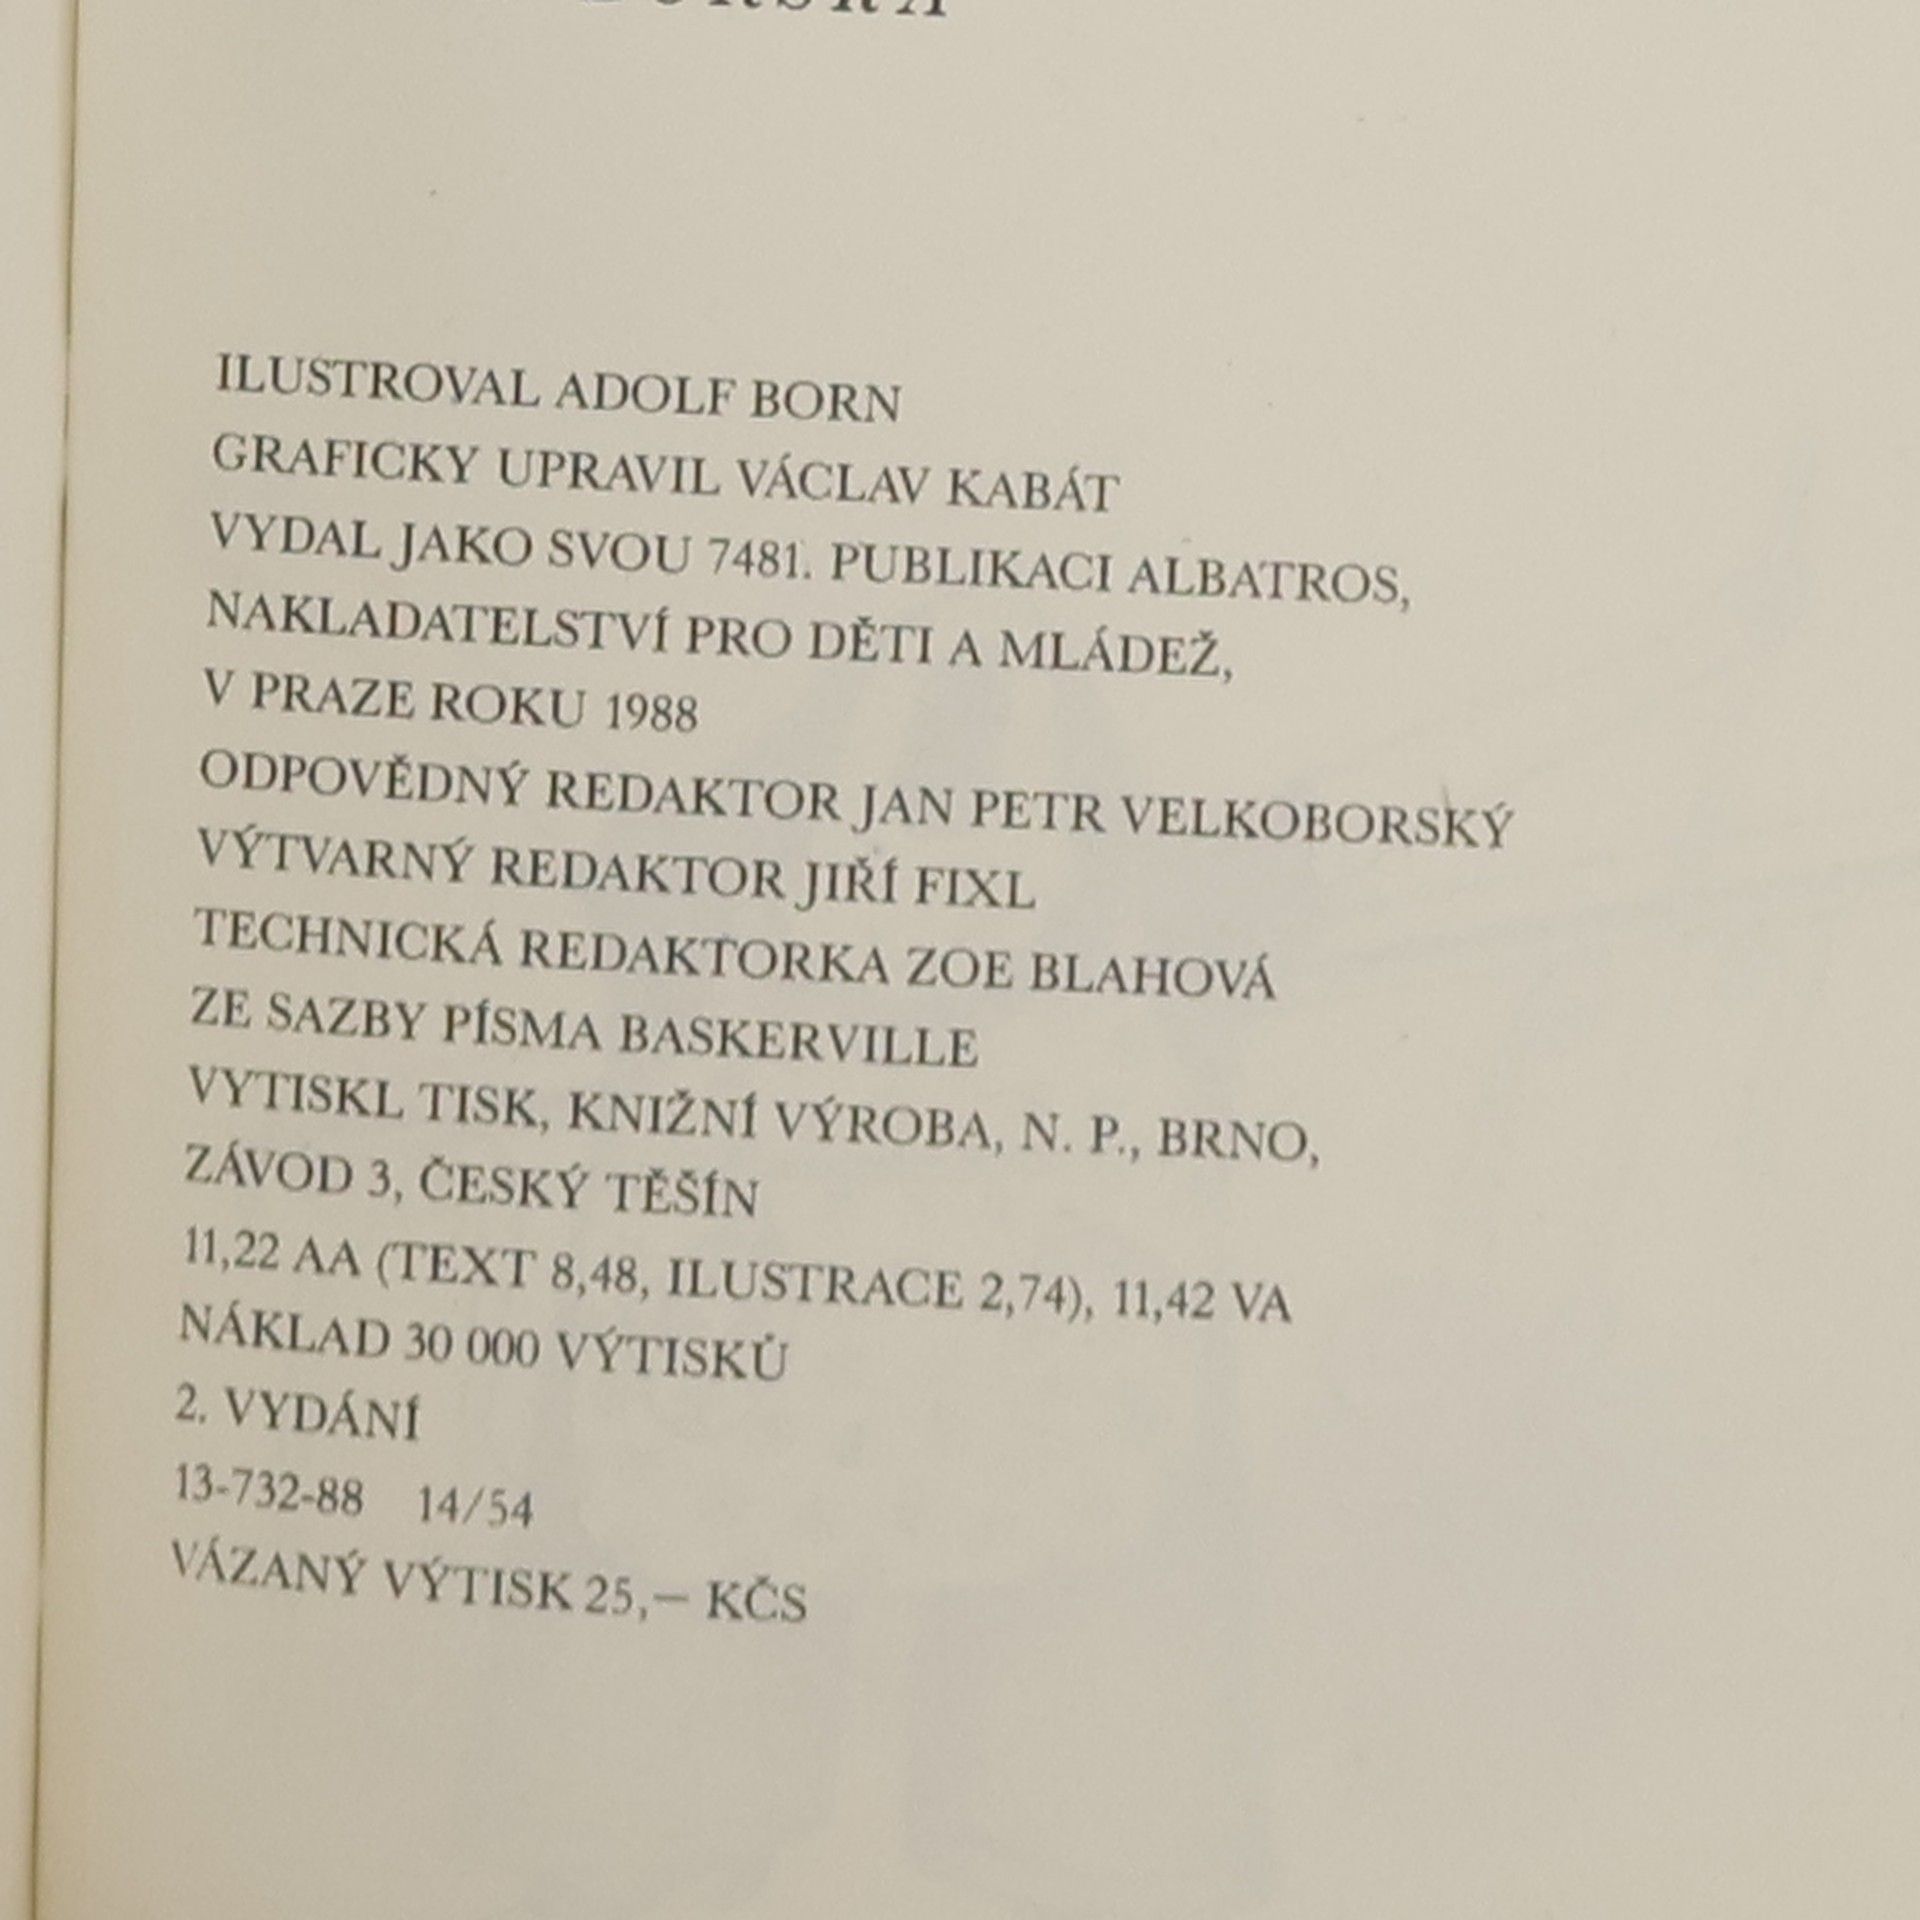 ILUSTROVAL ADOLF BORN
GRAFICKY UPRAVIL VÁCLAV KABÁT
VYDAL JAKO SVOU 7481. PUBLIKACI ALBATROS,
NAKLADATELSTVÍ PRO DĚTI A MLÁDEŽ,
V PRAZE ROKU 1988
ODPOVĚDNÝ REDAKTOR JAN PETR VELKOBORSKÝ
VÝTVARNÝ REDAKTOR JIŘÍ FIXL
TECHNICKÁ REDAKTORKA ZOE BLAHOVÁ
ZE SAZBY PÍSMA BASKERVILLE
VYTISKL TISK, KNIŽNÍ VÝROBA, N. P., BRNO,
ZÁVOD 3, ČESKÝ TĚŠÍN
11,22 AA (TEXT 8,48, ILUSTRACE 2,74), 11,42 VA
NÁKLAD 30 000 VÝTISKŮ
2. VYDÁNÍ
13-732-88 14/54
VÁZANÝ VÝTISK 25,— KČS